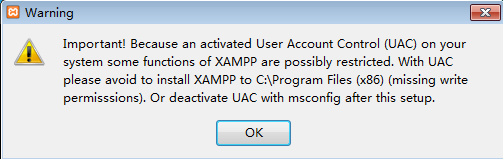 Warning
Important! Because an activated User Account Control (UAC) on your
system some functions of XAMPP are possibly restricted. With UAC
please avoid to install XAMPP to C:\Program Files (x86) (missing write
permisssions). Or deactivate UAC with msconfig after this setup.
OK